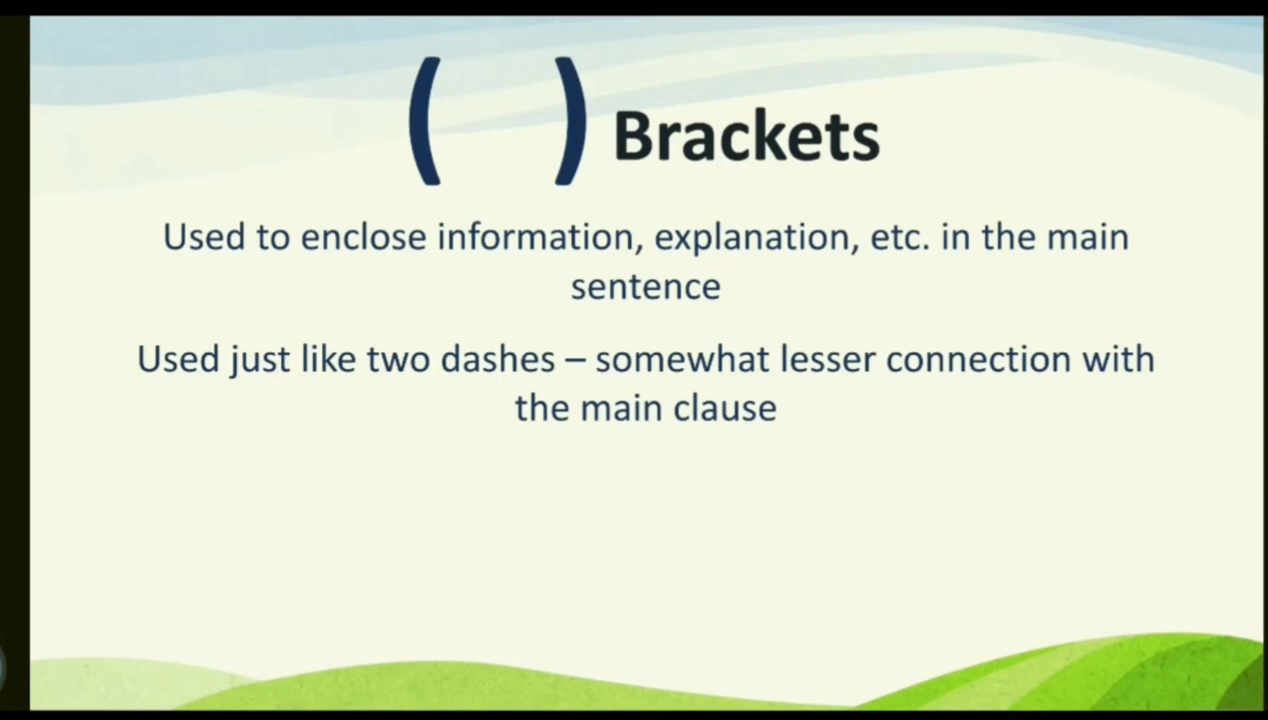 ( ) Brackets
Used to enclose information, explanation, etc. in the main
sentence
Used just like two dashes – somewhat lesser connection with
the main clause